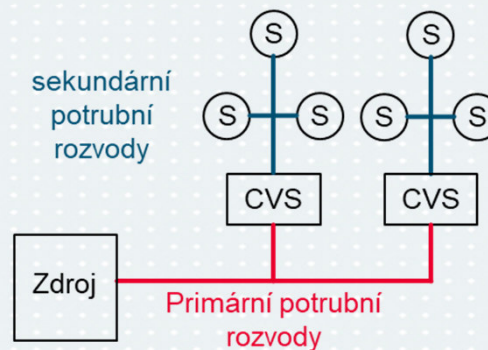 S S
sekundární
potrubní
rozvody
S S S S
CVS CVS
Zdroj
Primární potrubní
rozvody